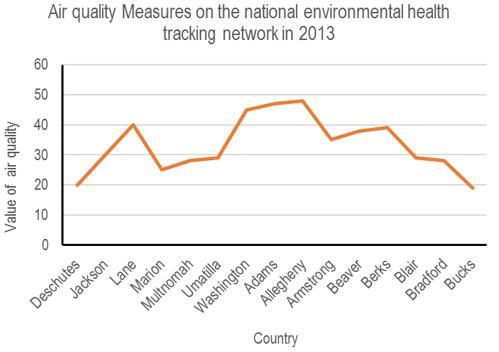 Air quality Measures on the national environmental health
tracking network in 2013
Value of air quality
60
50
40
30
20
10
0
Deschutes
Jackson
Lane
Marion
Multnomah
Umatilla
Washington
Adams
Allegheny
Armstrong
Beaver
Berks
Blair
Bradford
Bucks
Country